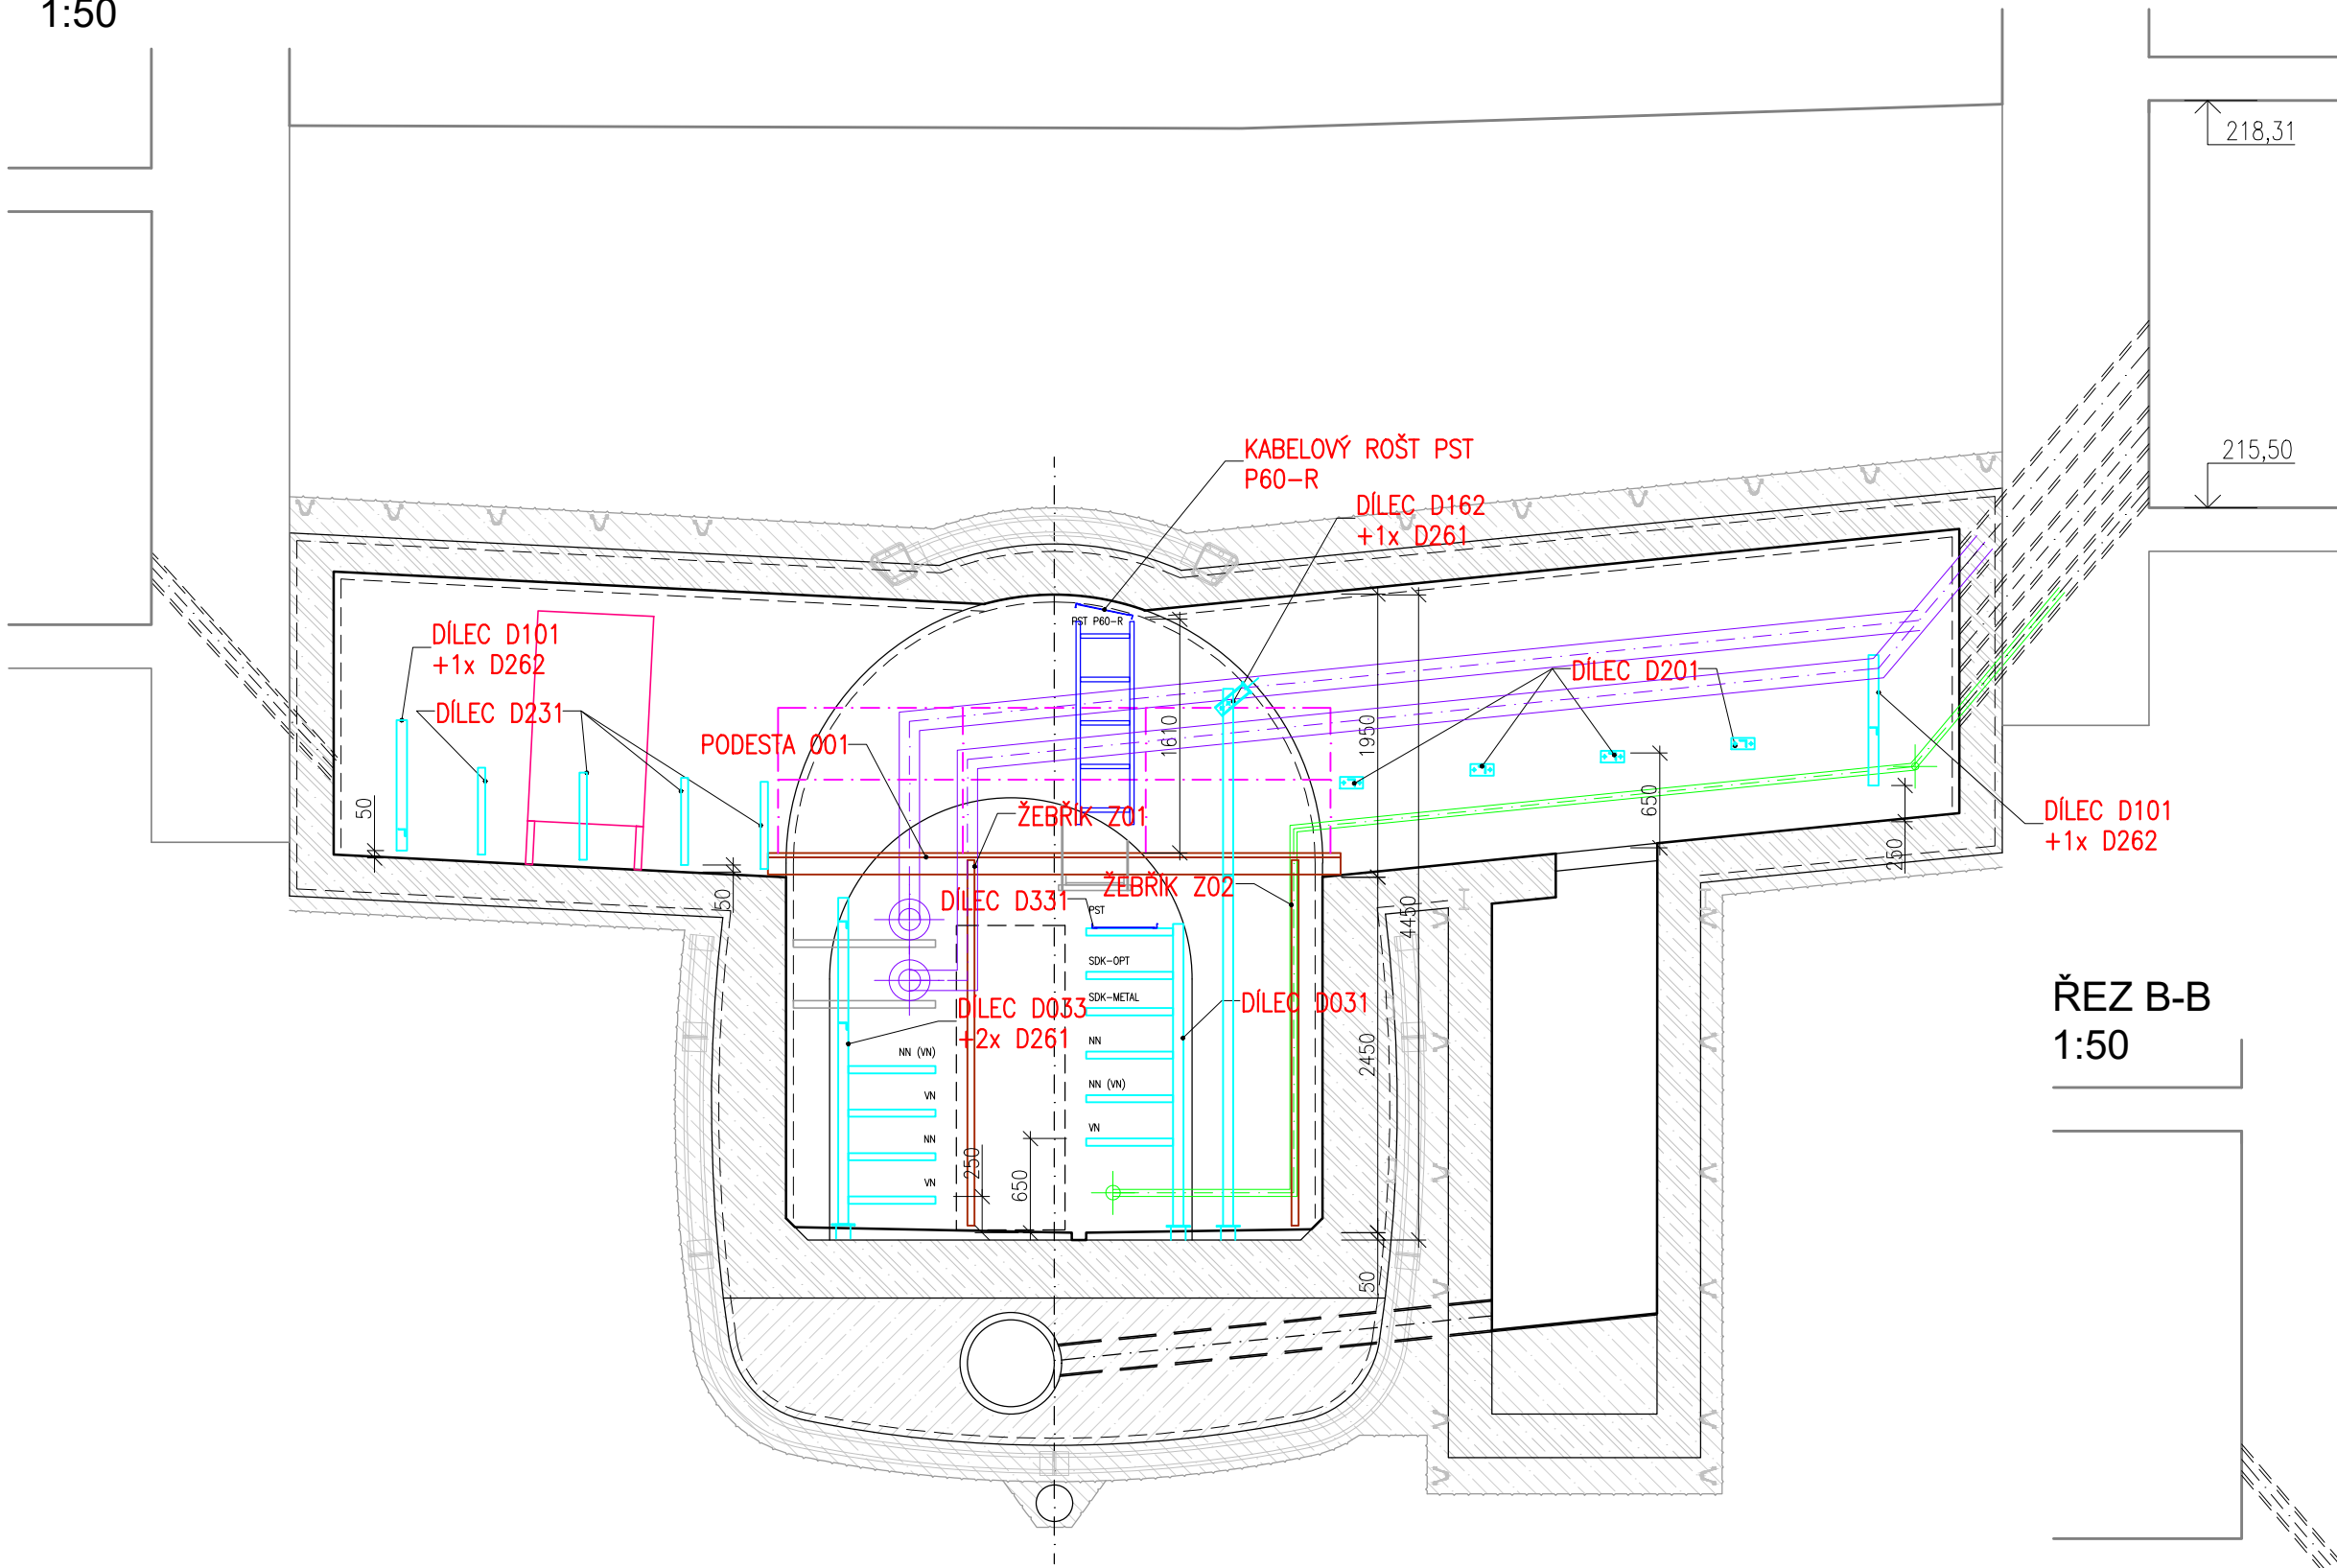 1:50
218,31
215,50
KABELOVÝ ROŠT PST
P60-R
DÍLEC D162
+1x D261
PST P60-R
DÍLEC D101
+1x D262
DÍLEC D231
DÍLEC D201
PODESTA 001
1610
1950
650
50
250
ŽEBŘÍK Z01
DÍLEC D101
+1x D262
ŽEBŘÍK Z02
50
DÍLEC D331
PST
4450
SDK-OPT
SDK-METAL
DÍLEC D033
+2x D261
DÍLEC D031
ŘEZ B-B
1:50
NN (VN)
NN
2450
VN
NN (VN)
NN
VN
VN
250
650
50